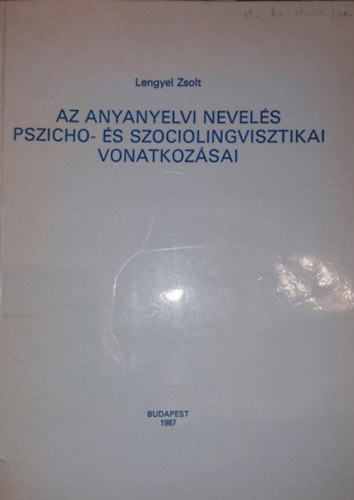 Lengyel Zsolt
AZ ANYANYELVI NEVELÉS
PSZICHO- ÉS SZOCIOLINGVISZTIKAI
VONATKOZÁSAI
BUDAPEST
1987